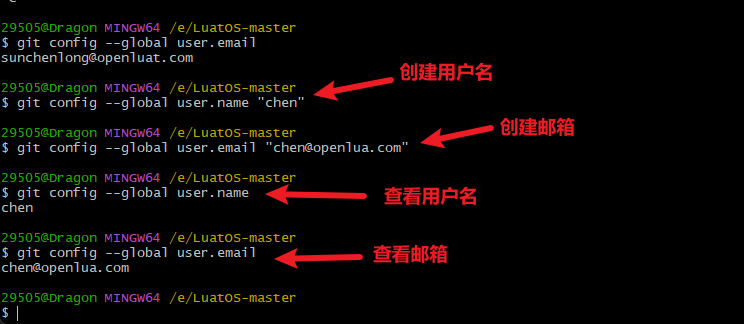 29505@Dragon MINGW64 /e/LuatOS-master
$ git config --global user.email
sunchenlong@openluat.com
29505@Dragon MINGW64 /e/LuatOS-master
创建用户名
$ git config --global user.name "chen"
29505@Dragon MINGW64 /e/LuatOS-master
创建邮箱
$ git config --global user.email "chen@openlua.com"
29505@Dragon MINGW64 /e/LuatOS-master
$ git config --global user.name
查看用户名
chen
29505@Dragon MINGW64 /e/LuatOS-master
$ git config --global user.email
查看邮箱
chen@openlua.com
29505@Dragon MINGW64 /e/LuatOS-master
$